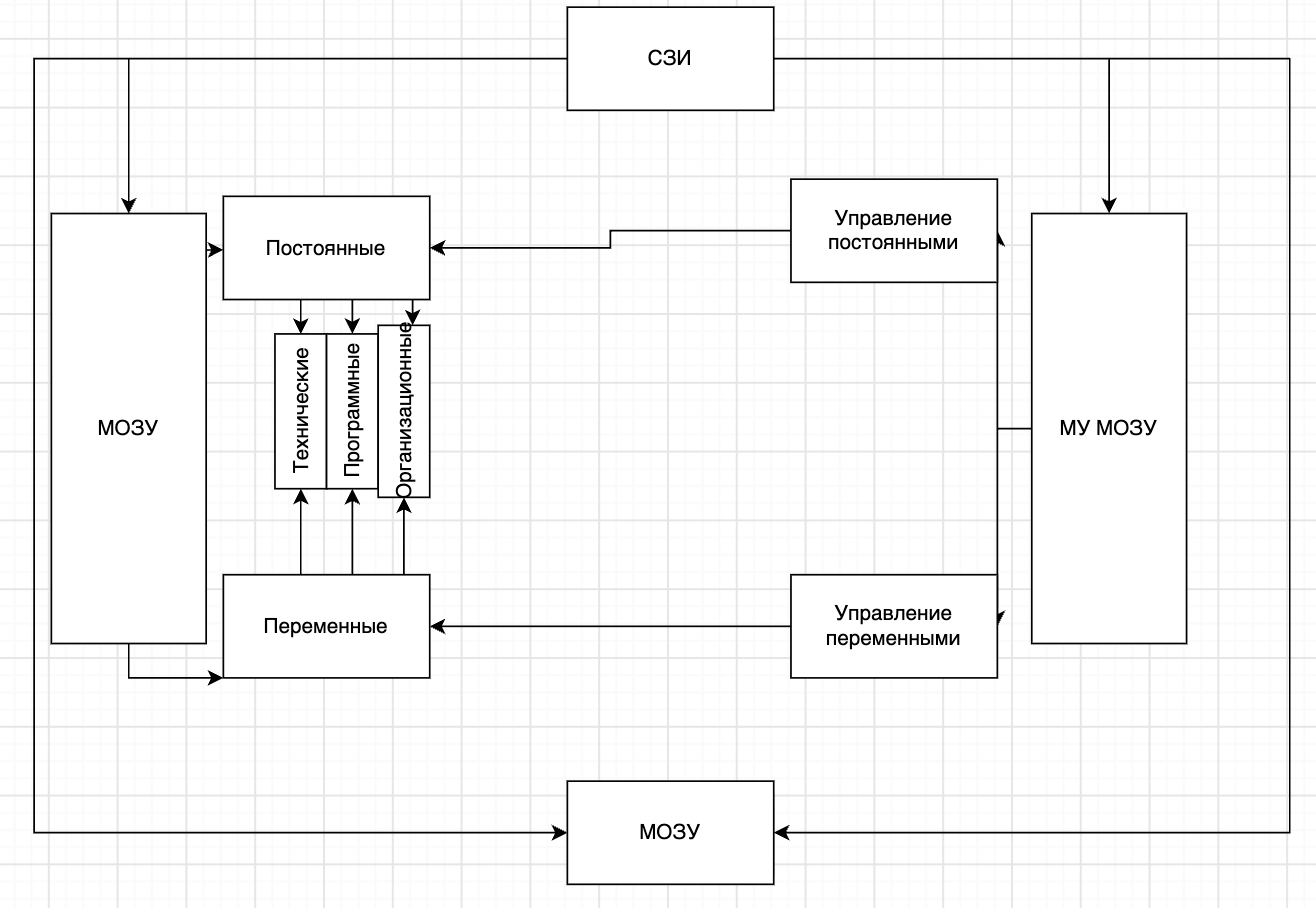 СЗИ
Управление
постоянными
Постоянные
Технические
Программные
Организационные
МОЗУ
МУ МОЗУ
Переменные
Управление
переменными
МОЗУ